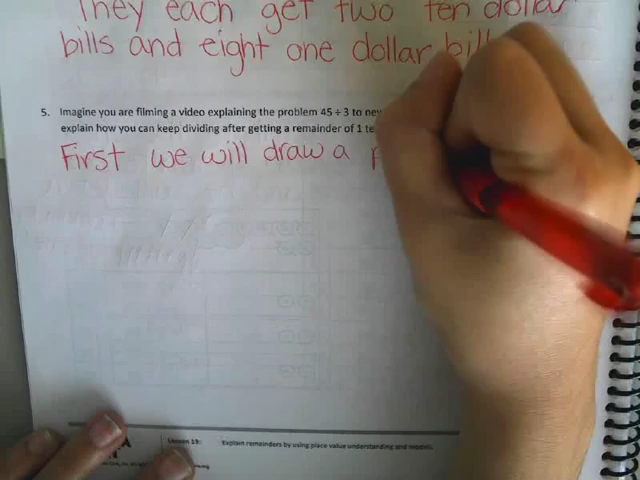 They each get two ten dollar
bills and eight one dollar bill
5. Imagine you are filming a video explaining the problem 45 ÷ 3 to
explain how you can keep dividing after getting a remainder of 1
First we will draw a
Lesson 19: Explain remainders by using place value understanding and models.